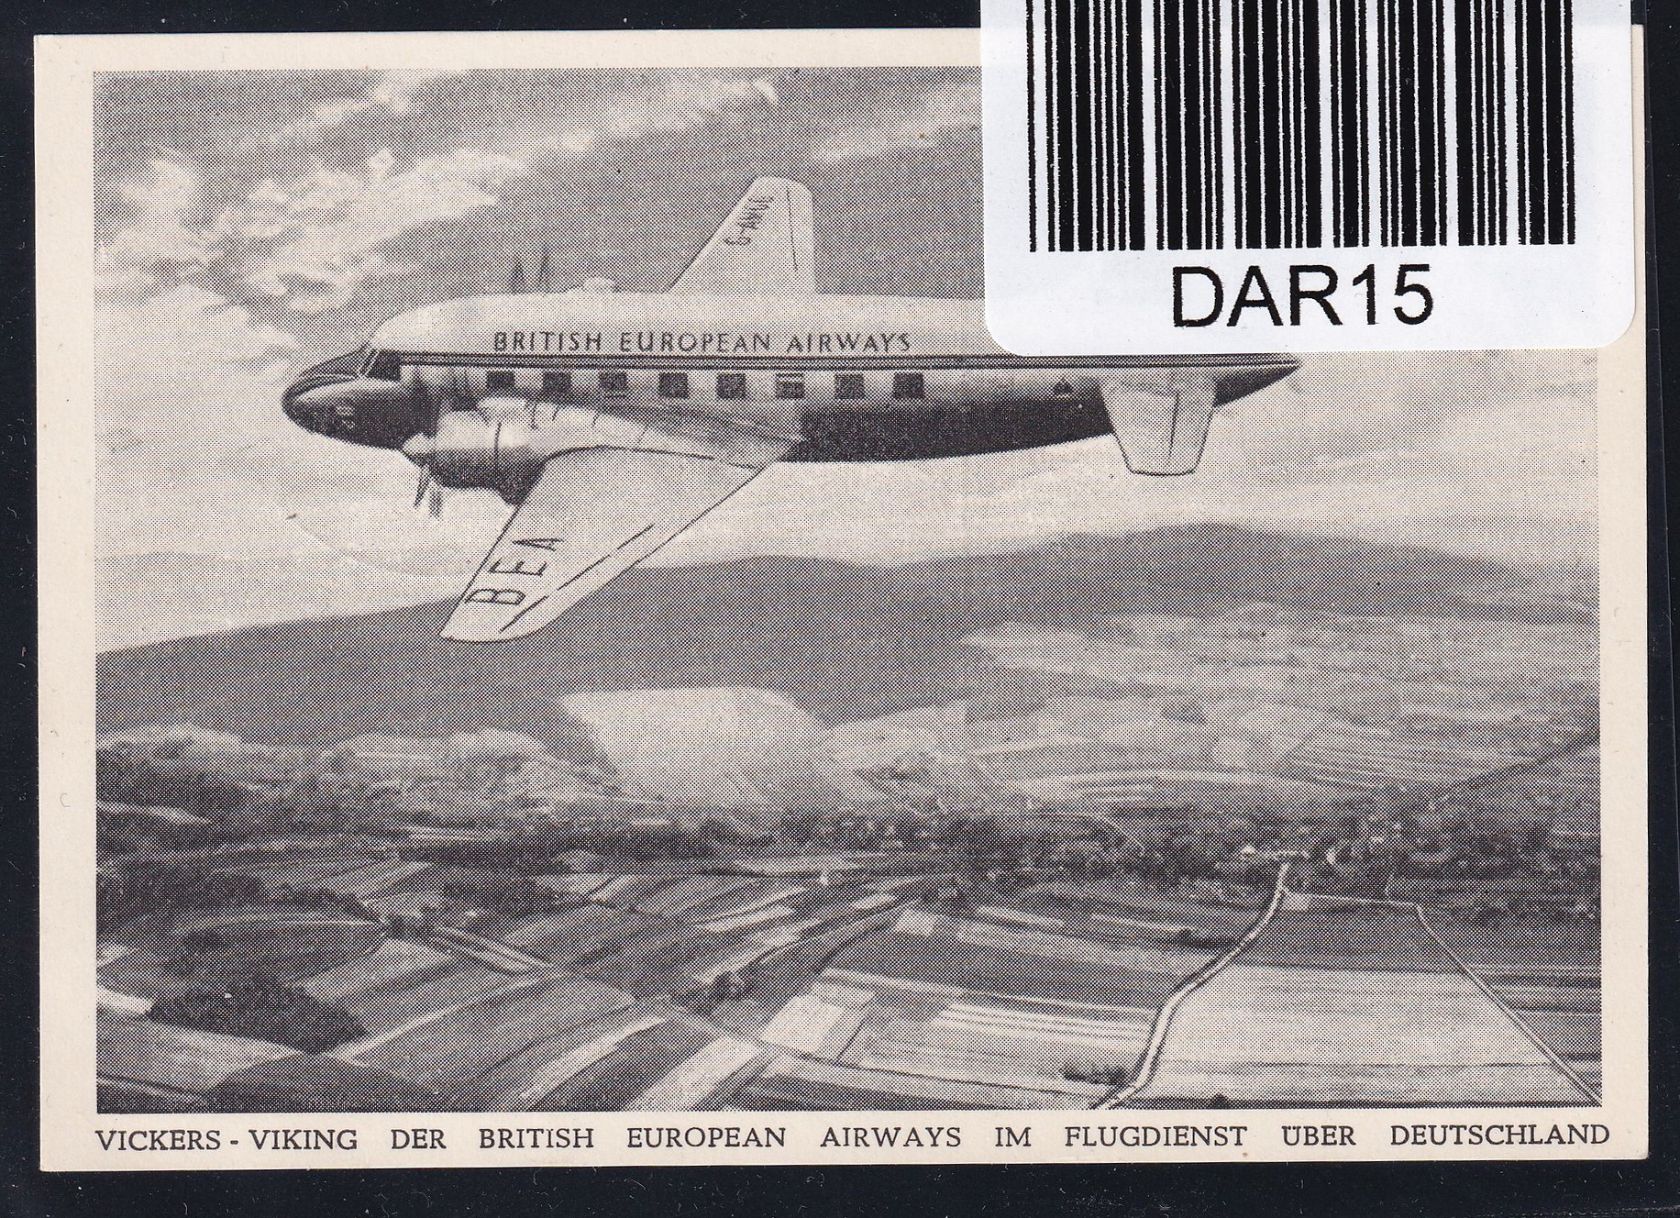 DAR15
BRITISH EUROPEAN AIRWAYS
BEA
VICKERS - VIKING DER BRITISH EUROPEAN AIRWAYS IM FLUGDIENST ÜBER DEUTSCHLAND